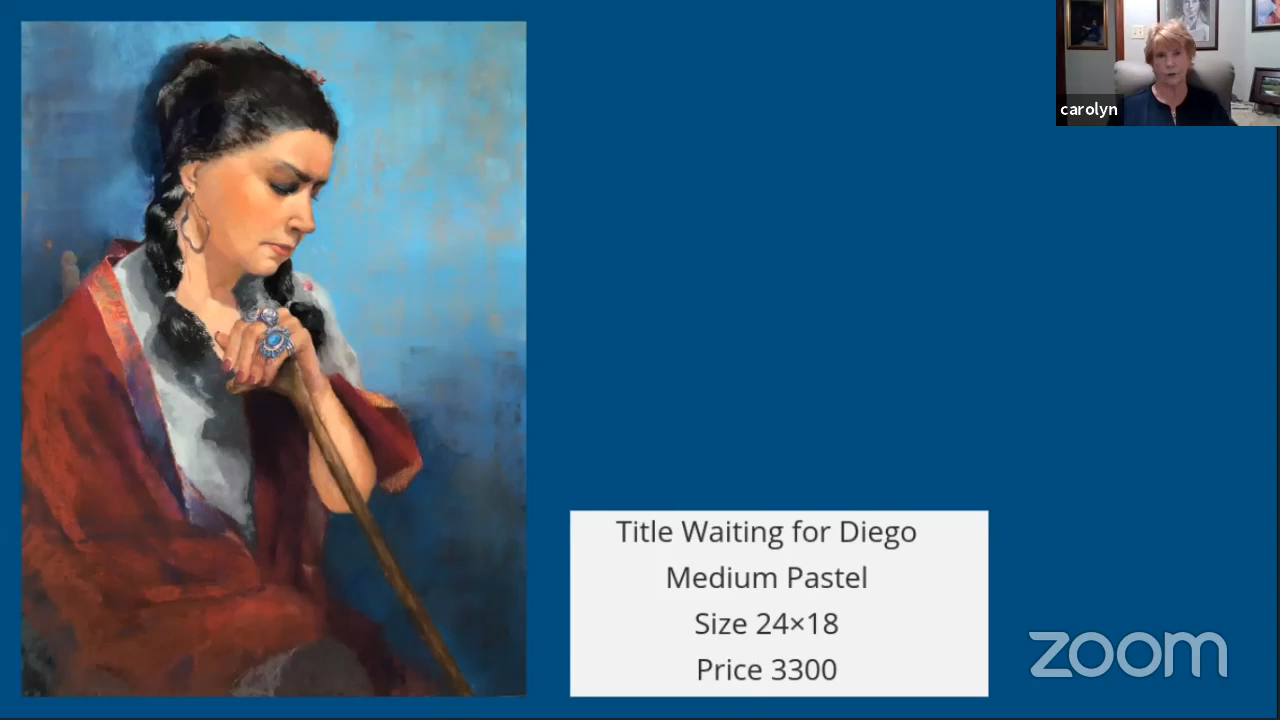 carolyn
Title Waiting for Diego
Medium Pastel
Size 24×18
Price 3300
zoom